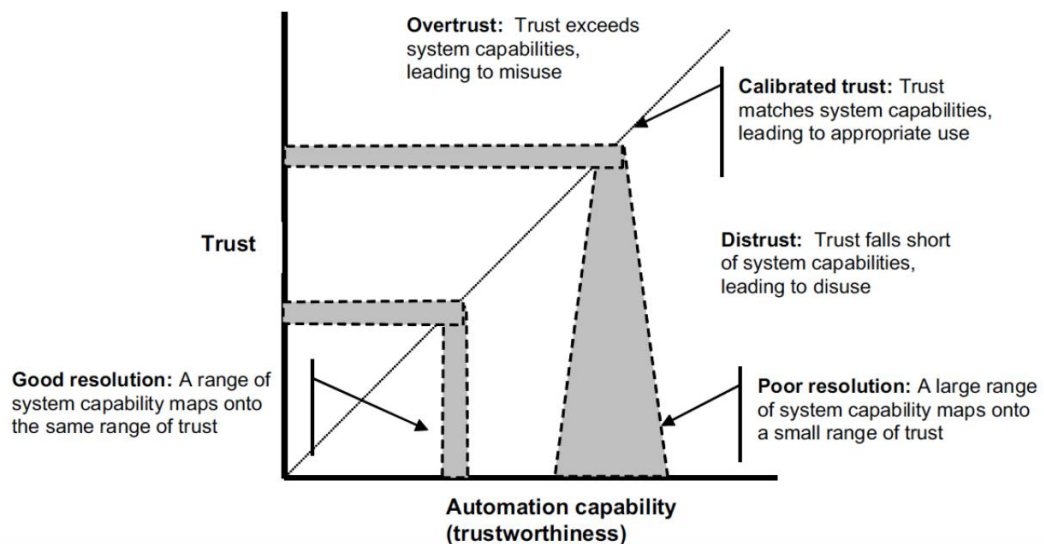 Overtrust: Trust exceeds
system capabilities,
leading to misuse
Calibrated trust: Trust
matches system capabilities,
leading to appropriate use
Trust
Distrust: Trust falls short
of system capabilities,
leading to disuse
Good resolution: A range of
system capability maps onto
the same range of trust
Poor resolution: A large range
of system capability maps onto
a small range of trust
Automation capability
(trustworthiness)